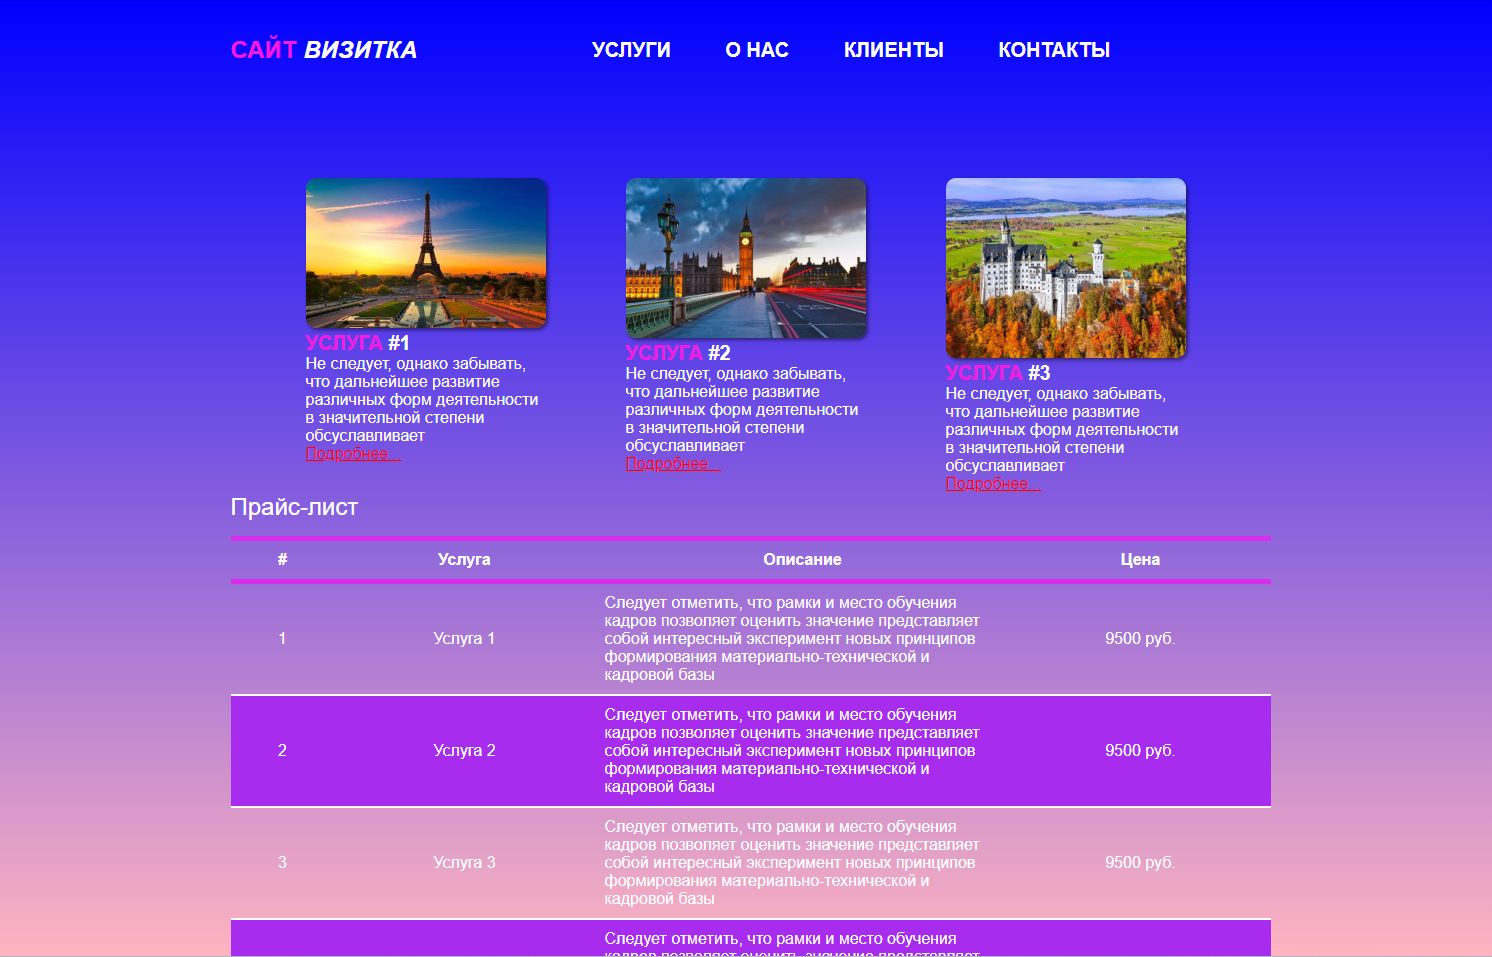 САЙТ ВИЗИТКА
УСЛУГИ О НАС КЛИЕНТЫ КОНТАКТЫ
УСЛУГА #1
Не следует, однако забывать,
что дальнейшее развитие
различных форм деятельности
в значительной степени
обсуславливает
Подробнее...
УСЛУГА #2
Не следует, однако забывать,
что дальнейшее развитие
различных форм деятельности
в значительной степени
обсуславливает
Подробнее...
УСЛУГА #3
Не следует, однако забывать,
что дальнейшее развитие
различных форм деятельности
в значительной степени
обсуславливает
Подробнее...
Прайс-лист
# Услуга Описание Цена
Следует отметить, что рамки и место обучения
кадров позволяет оценить значение представляет
1 Услуга 1 собой интересный эксперимент новых принципов 9500 руб.
формирования материально-технической и
кадровой базы
Следует отметить, что рамки и место обучения
кадров позволяет оценить значение представляет
2 Услуга 2 собой интересный эксперимент новых принципов 9500 руб.
формирования материально-технической и
кадровой базы
Следует отметить, что рамки и место обучения
кадров позволяет оценить значение представляет
3 Услуга 3 собой интересный эксперимент новых принципов 9500 руб.
формирования материально-технической и
кадровой базы
Следует отметить, что рамки и место обучения
кадров позволяет оценить значение представляет